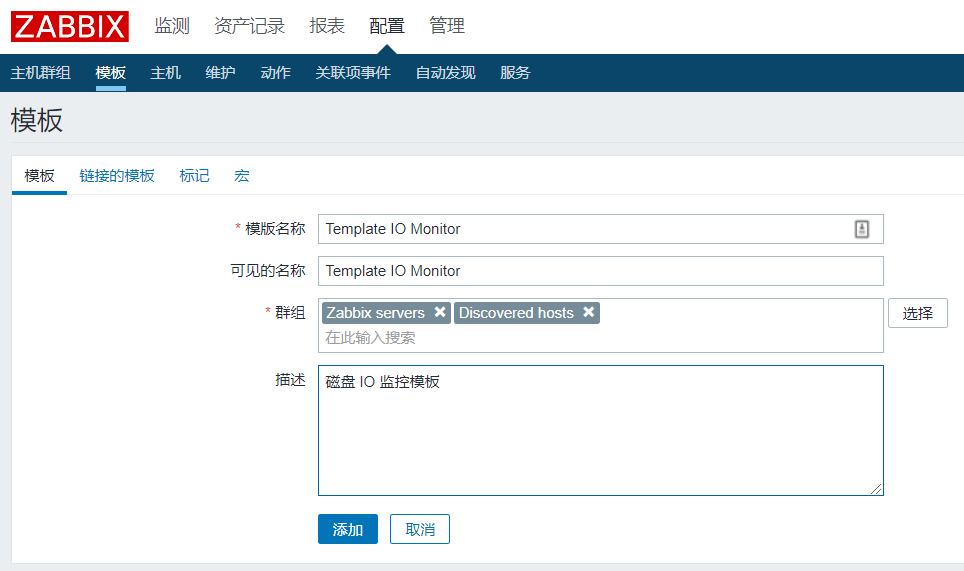 ZABBIX 监测 资产记录 报表 配置 管理
主机群组 模板 主机 维护 动作 关联项事件 自动发现 服务
模板
模板 链接的模板 标记 宏
* 模版名称 Template IO Monitor
可见的名称 Template IO Monitor
* 群组 Zabbix servers Discovered hosts 选择
在此输入搜索
描述 磁盘 IO 监控模板
添加 取消